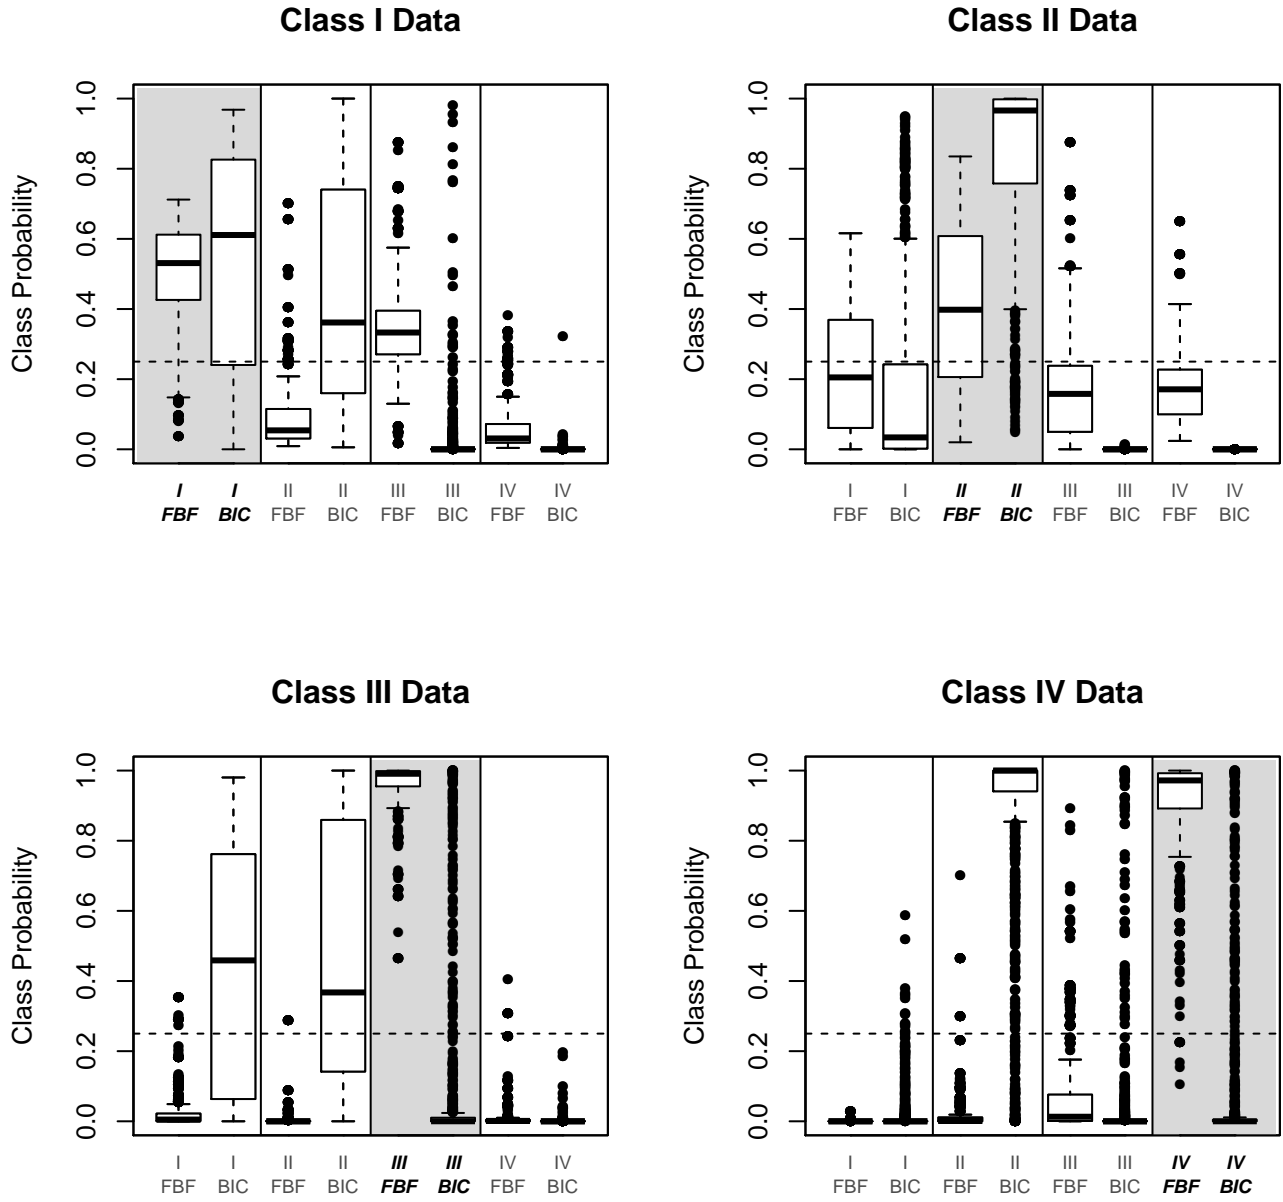 Class I Data
Class Probability
1.0
0.8
0.6
0.4
0.2
0.0
I I II II III III IV IV
FBF BIC FBF BIC FBF BIC FBF BIC
Class II Data
Class Probability
1.0
0.8
0.6
0.4
0.2
0.0
I I II II III III IV IV
FBF BIC FBF BIC FBF BIC FBF BIC
Class III Data
Class Probability
1.0
0.8
0.6
0.4
0.2
0.0
I I II II III III IV IV
FBF BIC FBF BIC FBF BIC FBF BIC
Class IV Data
Class Probability
1.0
0.8
0.6
0.4
0.2
0.0
I I II II III III IV IV
FBF BIC FBF BIC FBF BIC FBF BIC